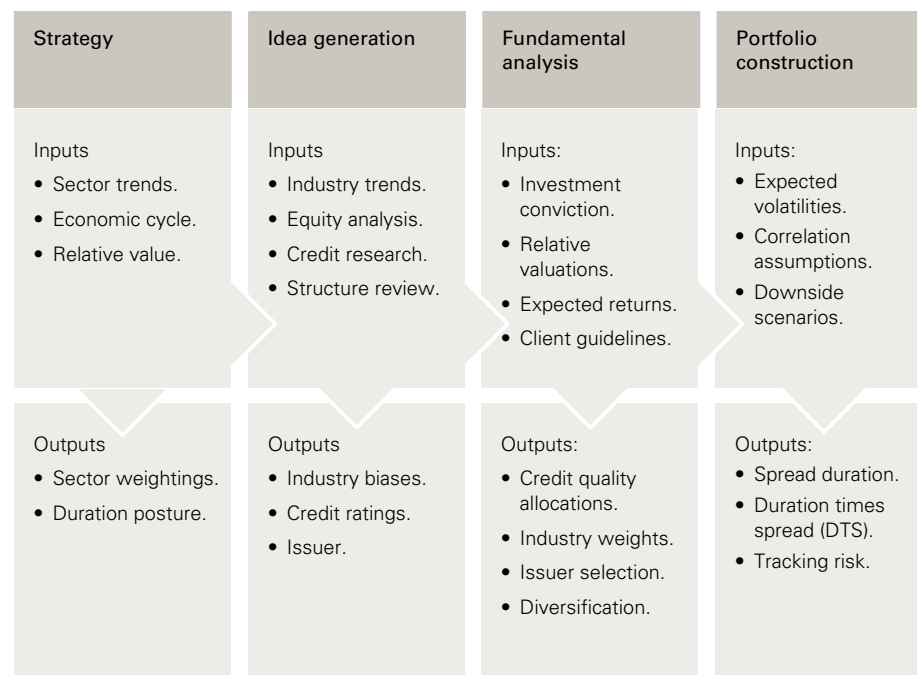 Strategy
Inputs
• Sector trends.
• Economic cycle.
• Relative value.
Outputs
• Sector weightings.
• Duration posture.
Idea generation
Inputs
• Industry trends.
• Equity analysis.
• Credit research.
• Structure review.
Outputs
• Industry biases.
• Credit ratings.
• Issuer.
Fundamental
analysis
Inputs:
• Investment
conviction.
• Relative
valuations.
• Expected returns.
• Client guidelines.
Outputs:
• Credit quality
allocations.
• Industry weights.
• Issuer selection.
• Diversification.
Portfolio
construction
Inputs:
• Expected
volatilities.
• Correlation
assumptions.
• Downside
scenarios.
Outputs:
• Spread duration.
• Duration times
spread (DTS).
• Tracking risk.